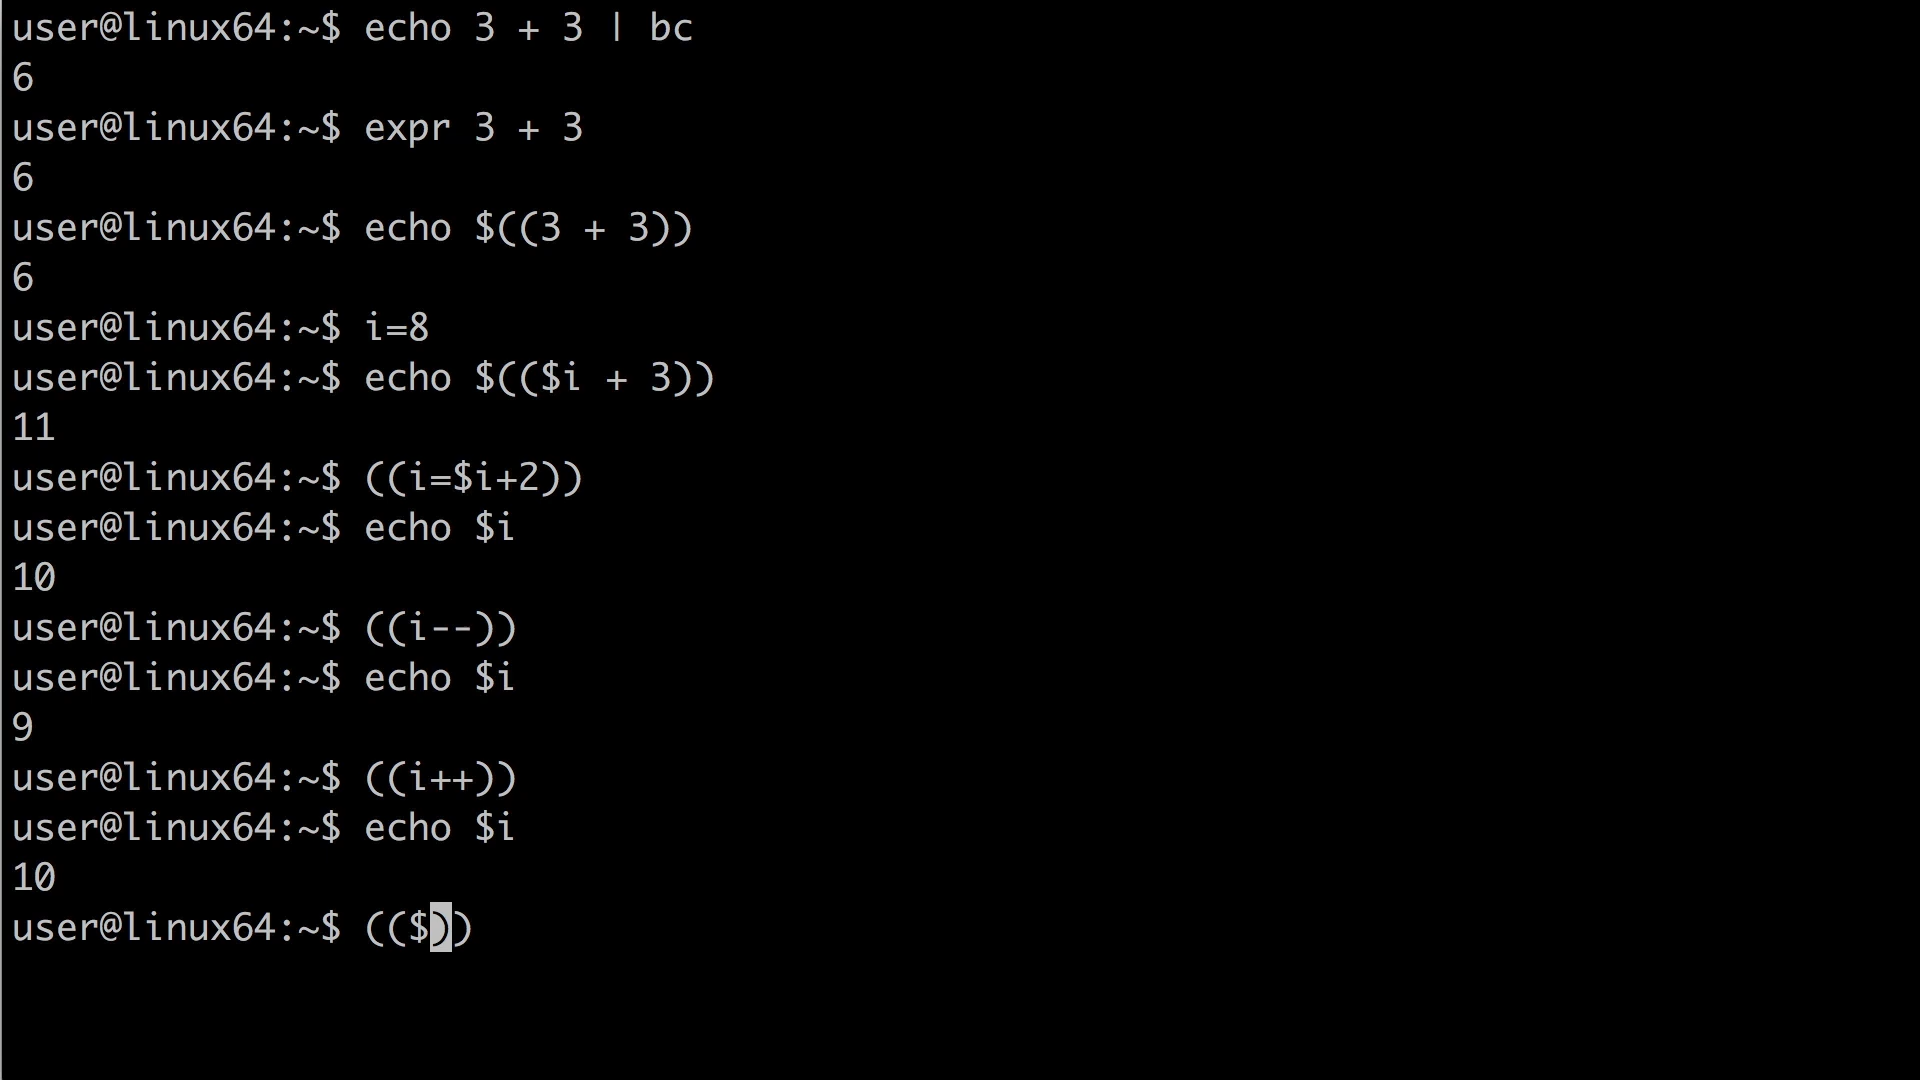 user@linux64:~$ echo 3 + 3 | bc
6
user@linux64:~$ expr 3 + 3
6
user@linux64:~$ echo $((3 + 3))
6
user@linux64:~$ i=8
user@linux64:~$ echo $(($i + 3))
11
user@linux64:~$ ((i=$i+2))
user@linux64:~$ echo $i
10
user@linux64:~$ ((i--))
user@linux64:~$ echo $i
9
user@linux64:~$ ((i++))
user@linux64:~$ echo $i
10
user@linux64:~$ (($))